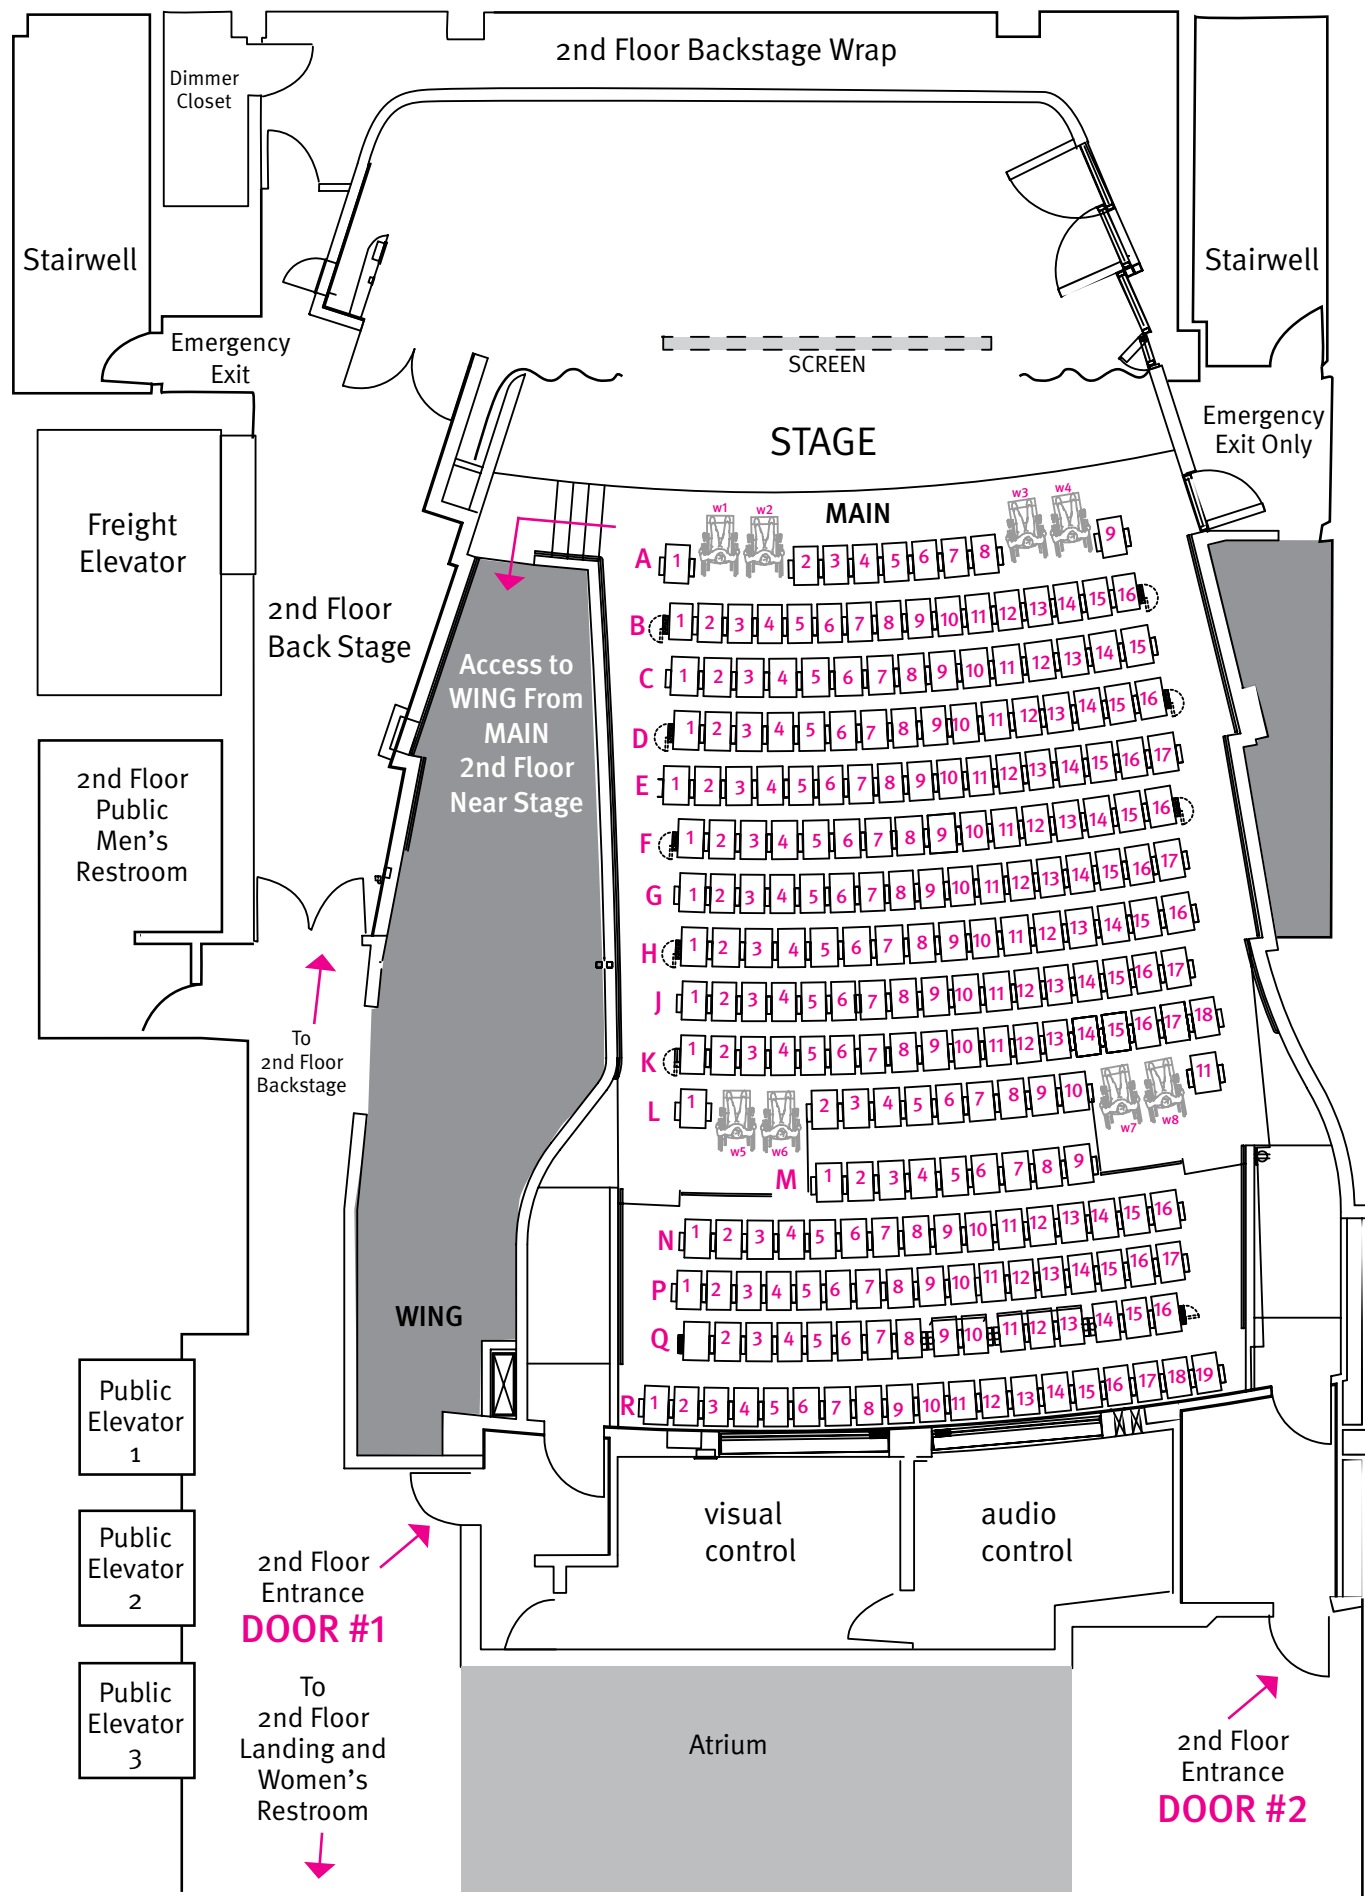 2nd Floor Backstage Wrap
Dimmer
Closet
Stairwell
Stairwell
Emergency
Exit
SCREEN
STAGE
Emergency
Exit Only
Freight
Elevator
MAIN
w1 w2 w3 w4
A 1 2 3 4 5 6 7 8 9
2nd Floor
Back Stage
B 1 2 3 4 5 6 7 8 9 10 11 12 13 14 15 16
Access to
WING From
MAIN
2nd Floor
Near Stage
C 1 2 3 4 5 6 7 8 9 10 11 12 13 14 15
D 1 2 3 4 5 6 7 8 9 10 11 12 13 14 15 16
E 1 2 3 4 5 6 7 8 9 10 11 12 13 14 15 16 17
2nd Floor
Public
Men's
Restroom
F 1 2 3 4 5 6 7 8 9 10 11 12 13 14 15 16
G 1 2 3 4 5 6 7 8 9 10 11 12 13 14 15 16 17
H 1 2 3 4 5 6 7 8 9 10 11 12 13 14 15 16
J 1 2 3 4 5 6 7 8 9 10 11 12 13 14 15 16 17
To
2nd Floor
Backstage
K 1 2 3 4 5 6 7 8 9 10 11 12 13 14 15 16 17 18
L 1 2 3 4 5 6 7 8 9 10 11
w5 w6 w7 w8
M 1 2 3 4 5 6 7 8 9
N 1 2 3 4 5 6 7 8 9 10 11 12 13 14 15 16
P 1 2 3 4 5 6 7 8 9 10 11 12 13 14 15 16 17
WING
Q 2 3 4 5 6 7 8 9 10 11 12 13 14 15 16
R 1 2 3 4 5 6 7 8 9 10 11 12 13 14 15 16 17 18 19
Public
Elevator
1
Public
Elevator
2
Public
Elevator
3
visual
control
audio
control
2nd Floor
Entrance
DOOR #1
To
2nd Floor
Landing and
Women's
Restroom
Atrium
2nd Floor
Entrance
DOOR #2